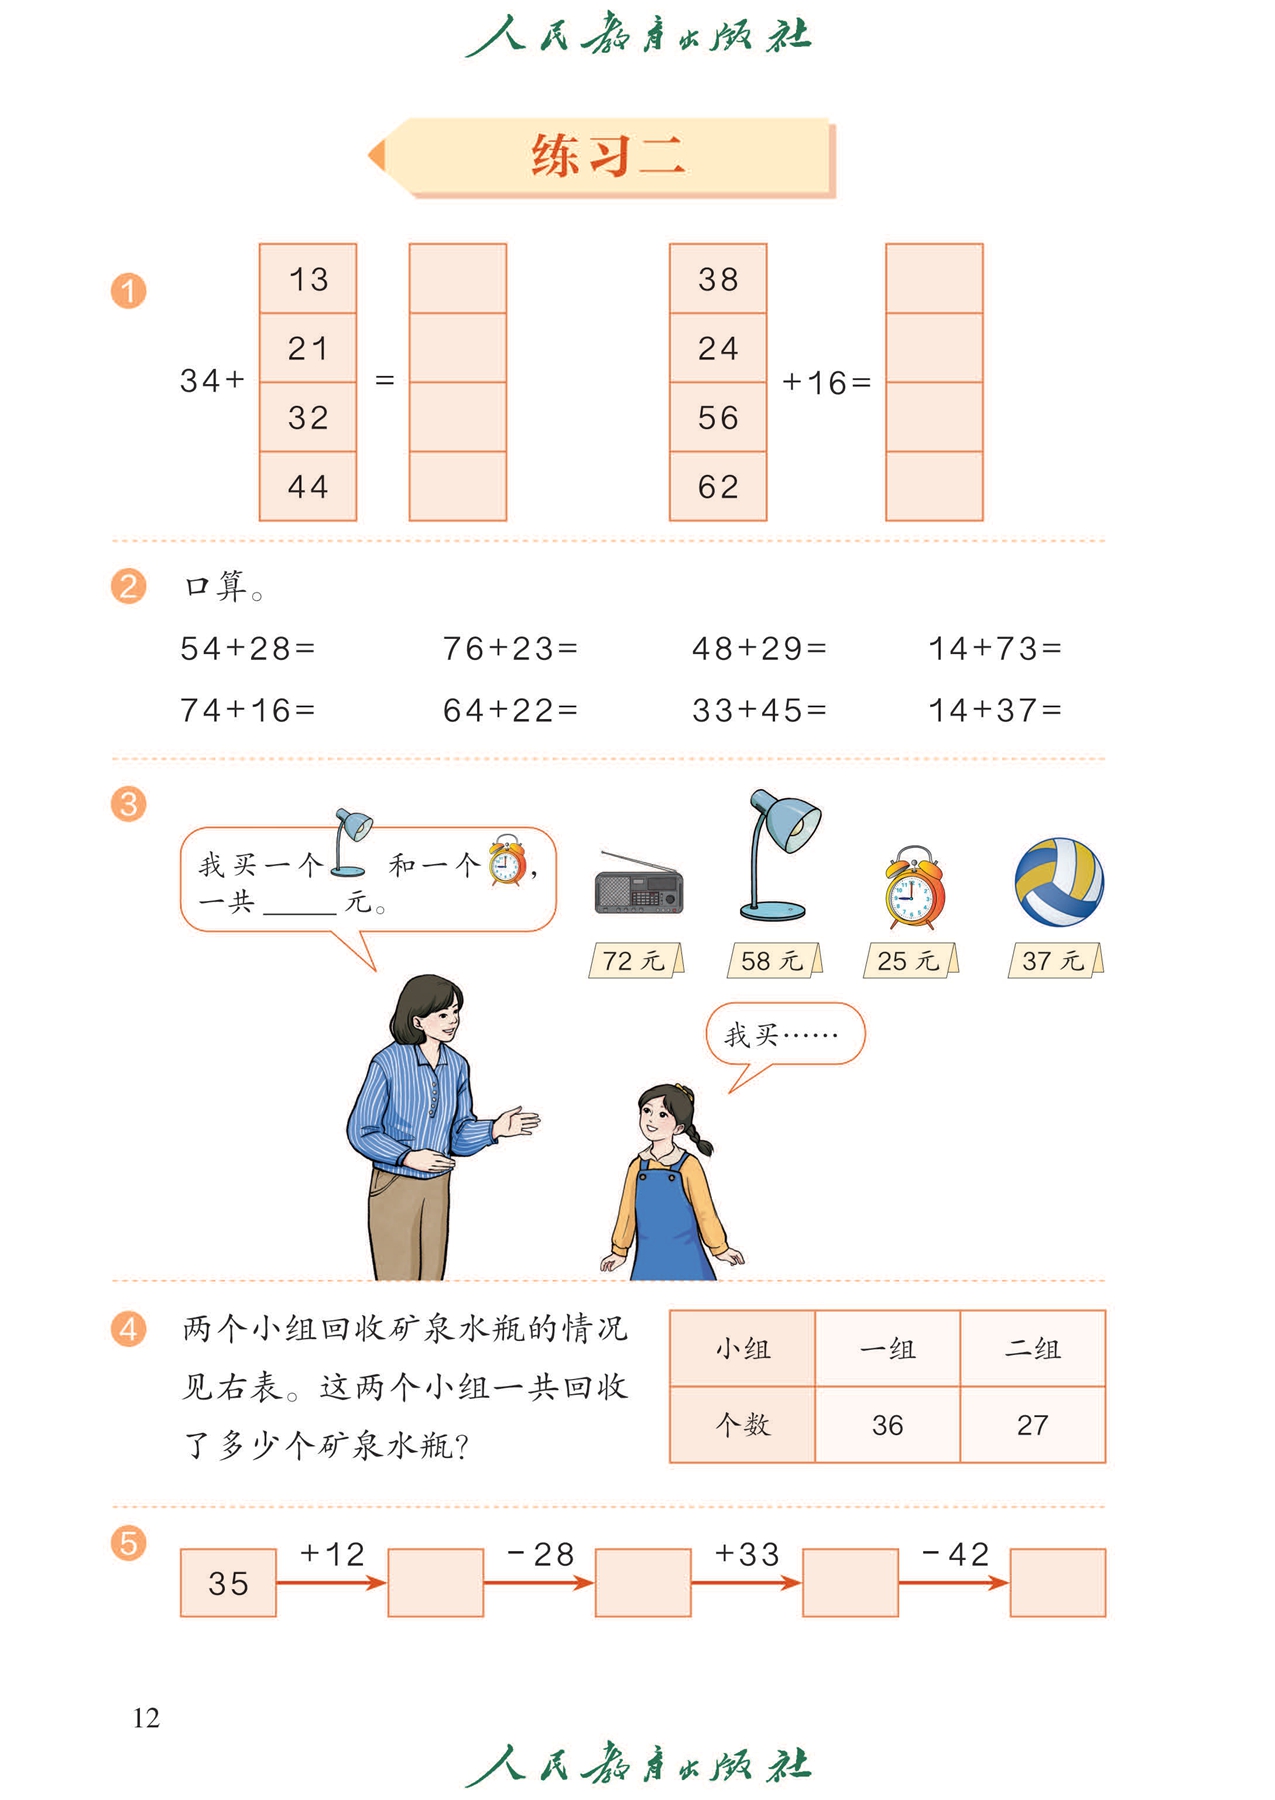 人民教育出版社
练习二
1
34+
13
21
32
44
=
38
24
56
62
+16=
2 口算。
54+28= 76+23= 48+29= 14+73=
74+16= 64+22= 33+45= 14+37=
3
我买一个 和一个 ，
一共 ____ 元。
72 元 58 元 25 元 37 元
我买……
4 两个小组回收矿泉水瓶的情况
见右表。这两个小组一共回收
了多少个矿泉水瓶？
小组 一组 二组
个数 36 27
5
35 +12 -28 +33 -42
12
人民教育出版社